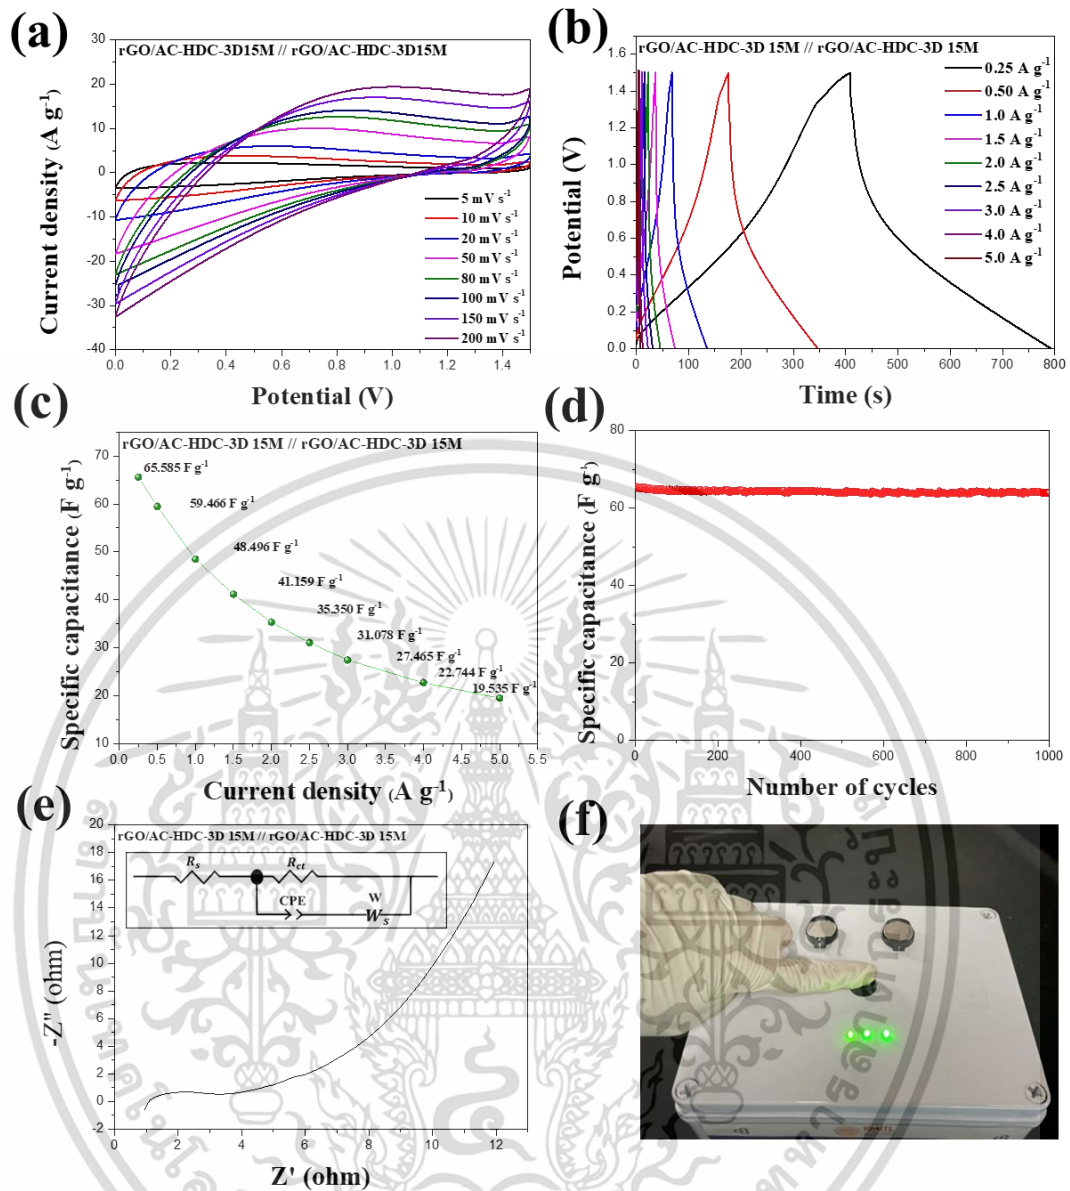 (a)
rGO/AC-HDC-3D15M // rGO/AC-HDC-3D15M
Current density (A g-1)
30
20
10
0
-10
-20
-30
-40
0.0 0.2 0.4 0.6 0.8 1.0 1.2 1.4
Potential (V)
5 mV s-1
10 mV s-1
20 mV s-1
50 mV s-1
80 mV s-1
100 mV s-1
150 mV s-1
200 mV s-1
(b)
rGO/AC-HDC-3D 15M // rGO/AC-HDC-3D 15M
Potential (V)
1.6
1.4
1.2
1.0
0.8
0.6
0.4
0.2
0.0
0 100 200 300 400 500 600 700 800
Time (s)
0.25 A g-1
0.50 A g-1
1.0 A g-1
1.5 A g-1
2.0 A g-1
2.5 A g-1
3.0 A g-1
4.0 A g-1
5.0 A g-1
(c)
rGO/AC-HDC-3D 15M // rGO/AC-HDC-3D 15M
Specific capacitance (F g-1)
70
60
50
40
30
20
10
65.585 F g-1
59.466 F g-1
48.496 F g-1
41.159 F g-1
35.350 F g-1
31.078 F g-1
27.465 F g-1
22.744 F g-1
19.535 F g-1
0.0 0.5 1.0 1.5 2.0 2.5 3.0 3.5 4.0 4.5 5.0 5.5
Current density (A g-1)
(d)
Specific capacitance (F g-1)
80
60
40
20
0
0 200 400 600 800 1000
Number of cycles
(e)
rGO/AC-HDC-3D 15M // rGO/AC-HDC-3D 15M
-Z" (ohm)
20
18
16
14
12
10
8
6
4
2
0
-2
Rs
Rct
CPE
W
Ws
0 2 4 6 8 10 12
Z' (ohm)
(f)